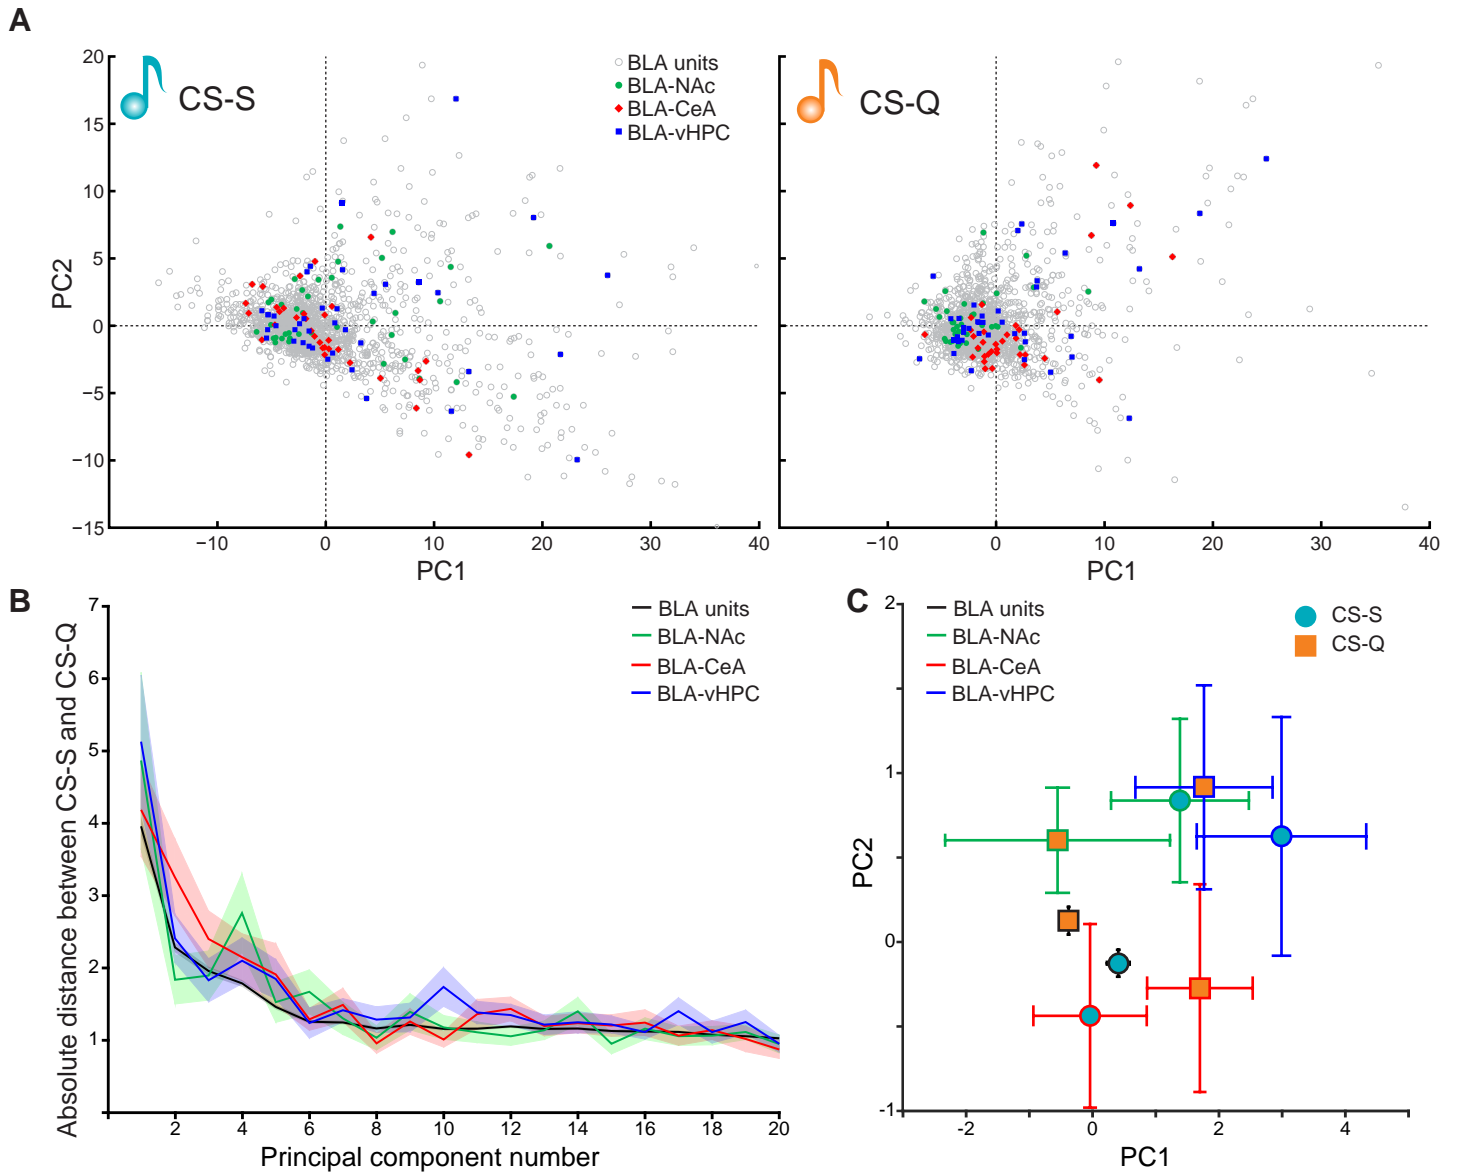 A
CS-S
BLA units
BLA-NAc
BLA-CeA
BLA-vHPC
CS-Q
PC2
20
15
10
5
0
−5
−10
−15
−10 0 10 20 30 40
PC1
−10 0 10 20 30 40
PC1
B
Absolute distance between CS-S and CS-Q
7
6
5
4
3
2
1
BLA units
BLA-NAc
BLA-CeA
BLA-vHPC
2 4 6 8 10 12 14 16 18 20
Principal component number
C
PC2
2
1
0
-1
BLA units
BLA-NAc
BLA-CeA
BLA-vHPC
CS-S
CS-Q
-2 0 2 4
PC1